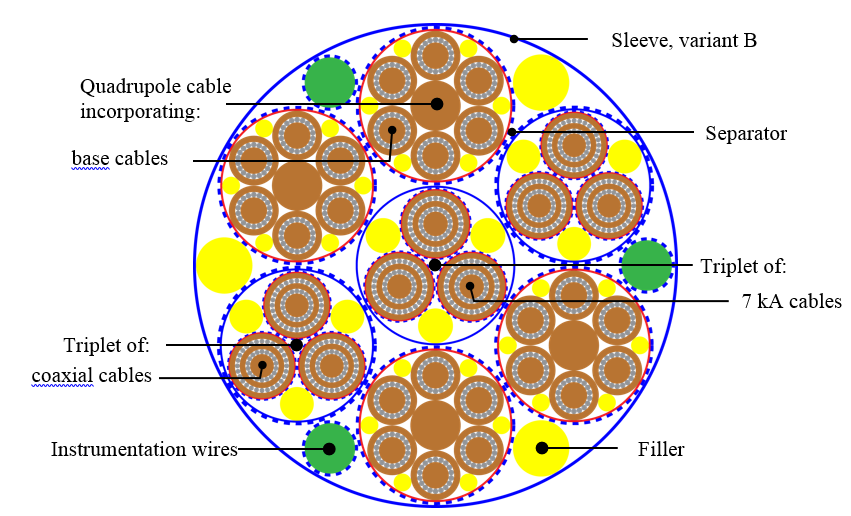 Sleeve, variant B
Quadrupole cable
incorporating:
Separator
base cables
Triplet of:
7 kA cables
Triplet of:
coaxial cables
Instrumentation wires
Filler